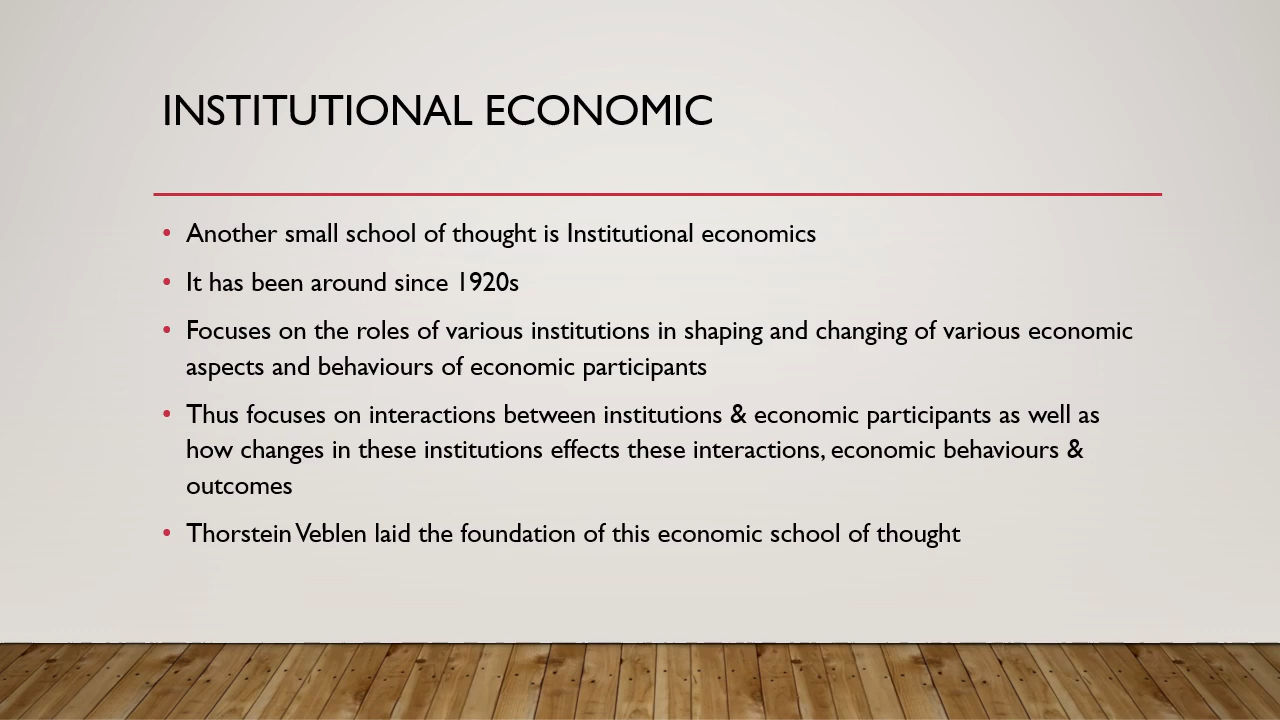 INSTITUTIONAL ECONOMIC
• Another small school of thought is Institutional economics
• It has been around since 1920s
• Focuses on the roles of various institutions in shaping and changing of various economic
aspects and behaviours of economic participants
• Thus focuses on interactions between institutions & economic participants as well as
how changes in these institutions effects these interactions, economic behaviours &
outcomes
• Thorstein Veblen laid the foundation of this economic school of thought